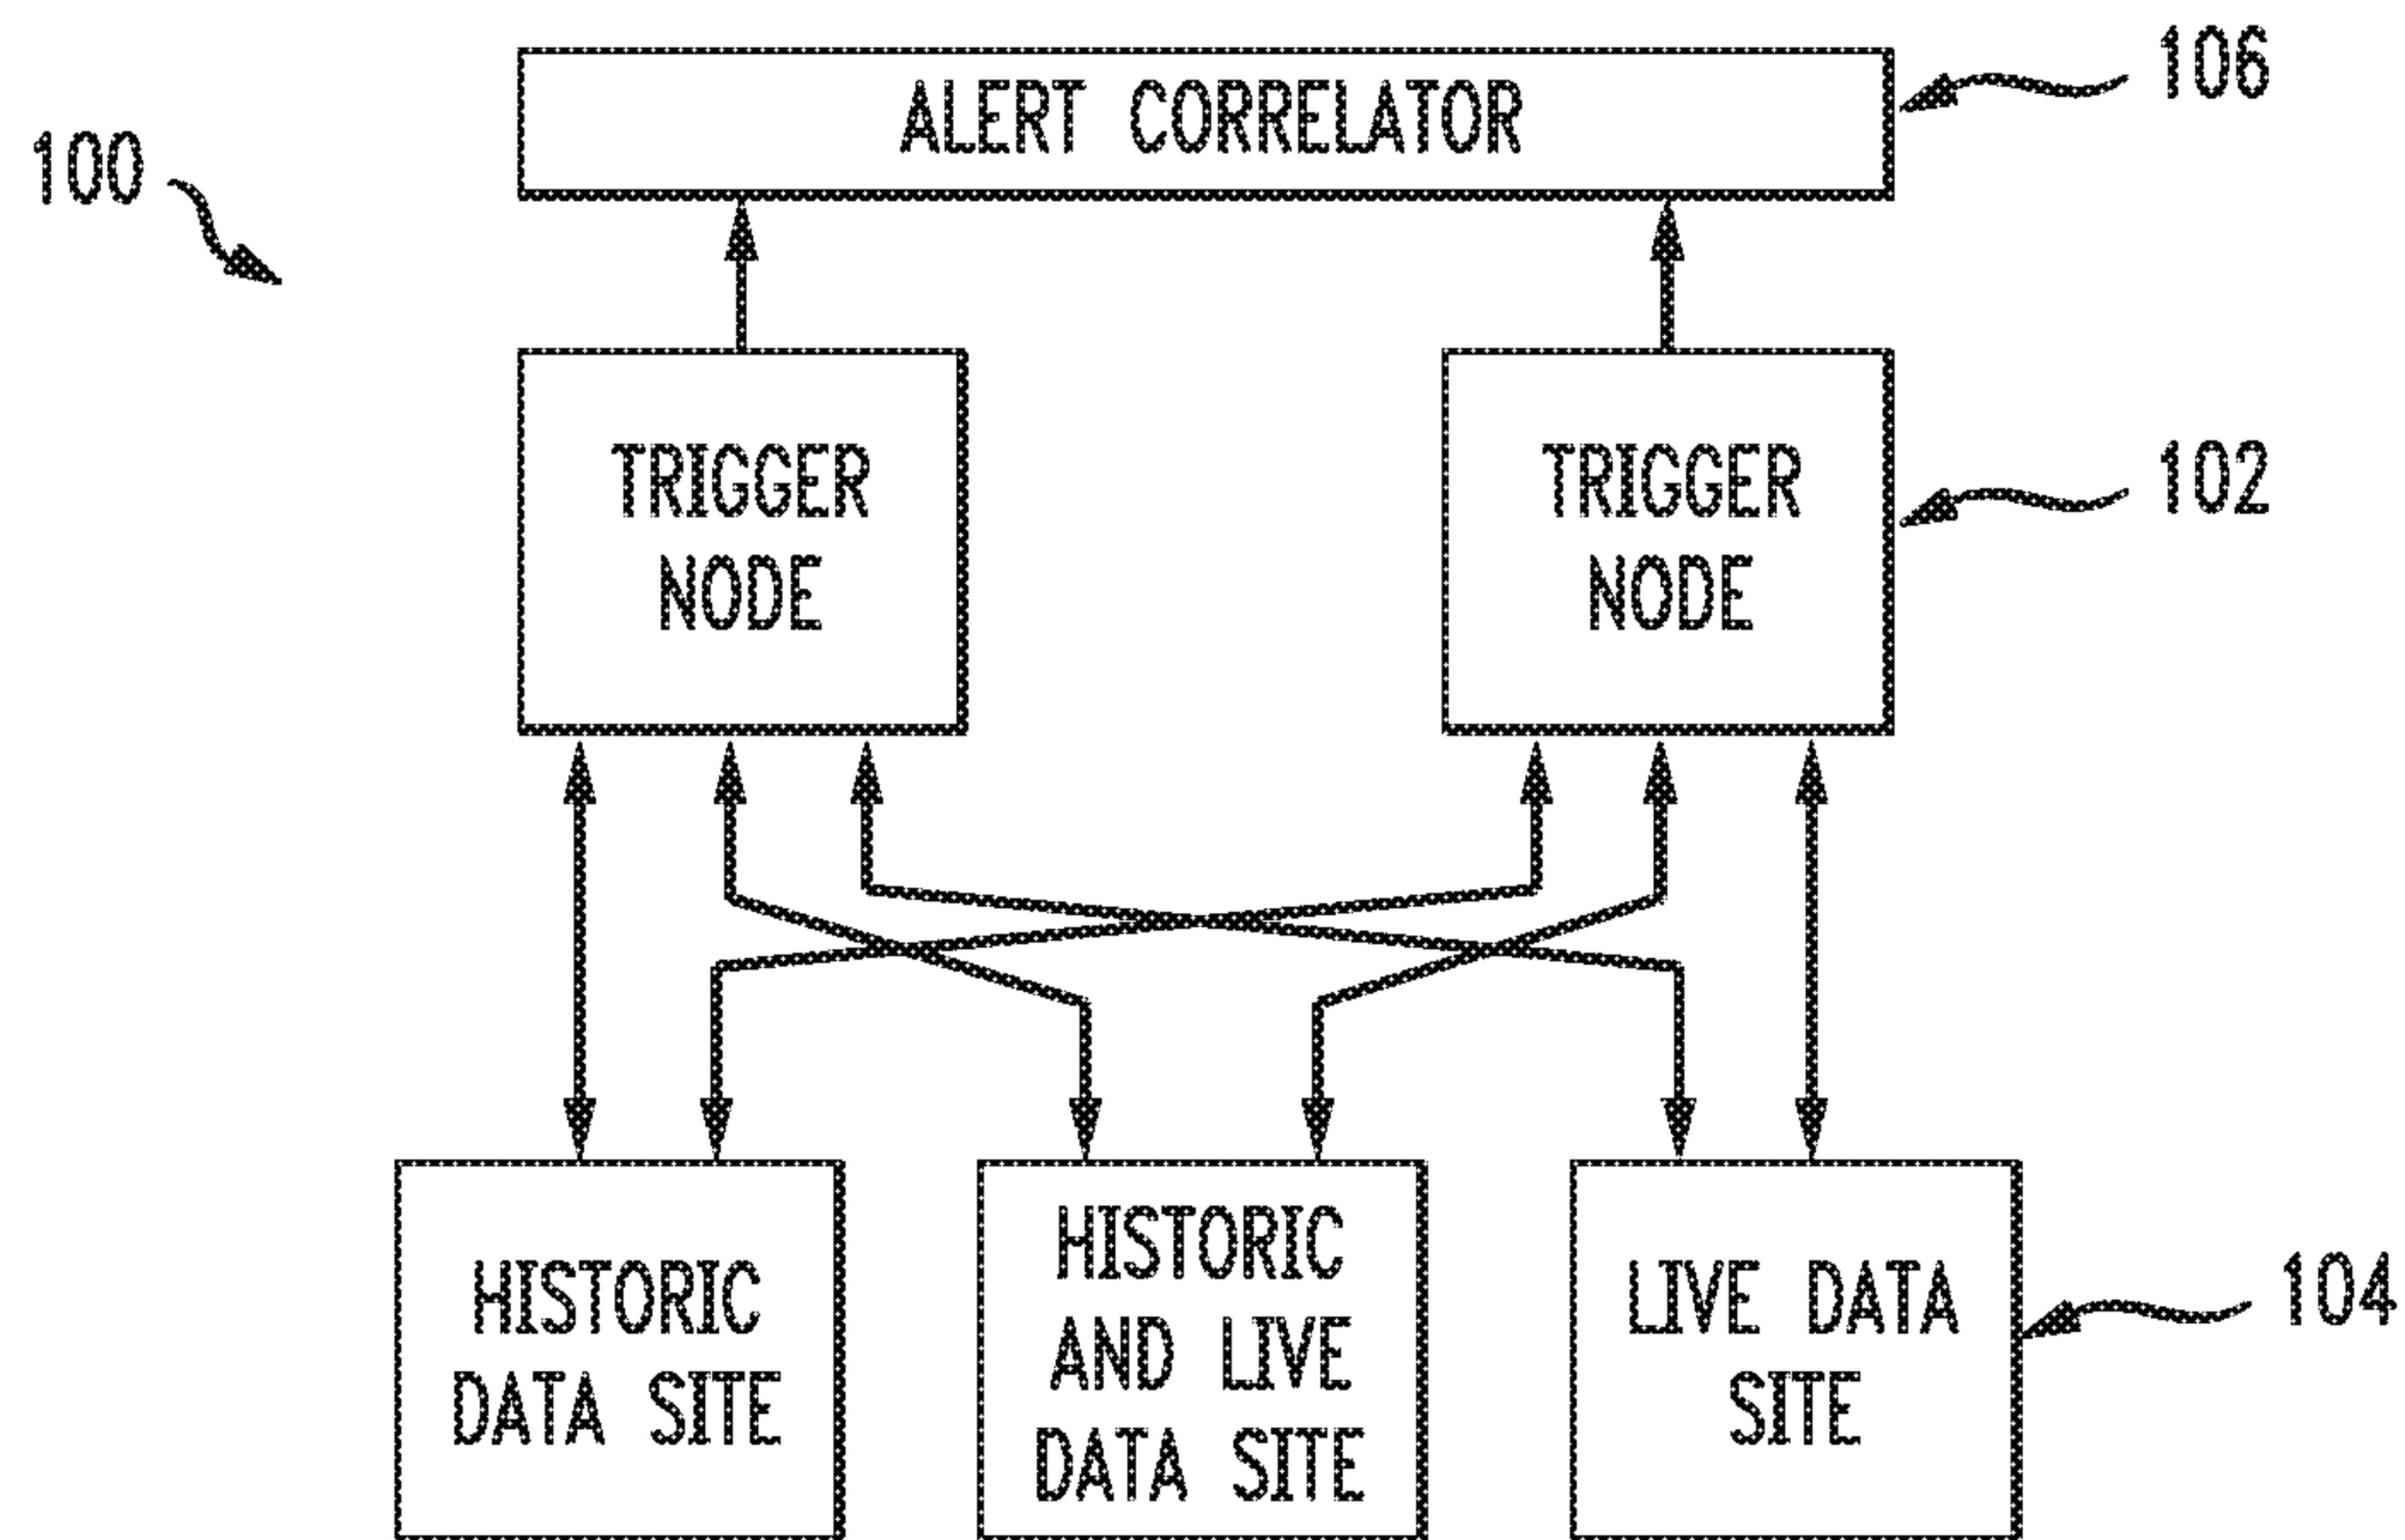 106
ALERT CORRELATOR
100
TRIGGER
NODE
TRIGGER
NODE
102
HISTORIC
DATA SITE
HISTORIC
AND LIVE
DATA SITE
LIVE DATA
SITE
104